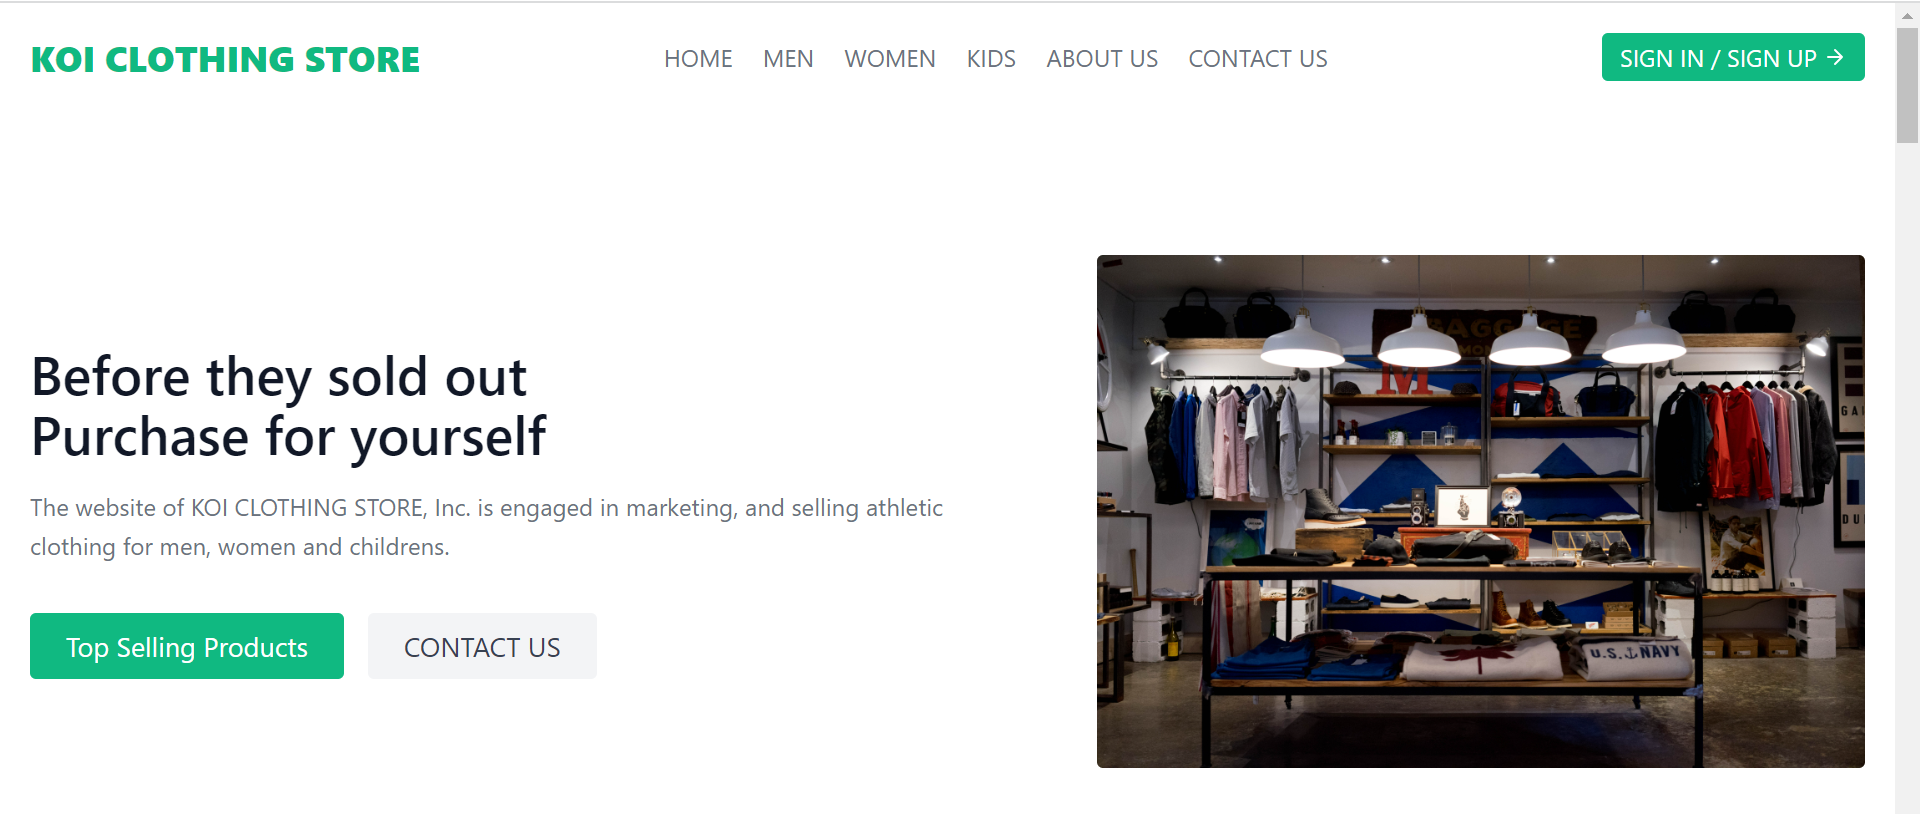 KOI CLOTHING STORE
HOME MEN WOMEN KIDS ABOUT US CONTACT US
SIGN IN / SIGN UP →
Before they sold out
Purchase for yourself
The website of KOI CLOTHING STORE, Inc. is engaged in marketing, and selling athletic
clothing for men, women and childrens.
Top Selling Products
CONTACT US
M
U.S. NAVY